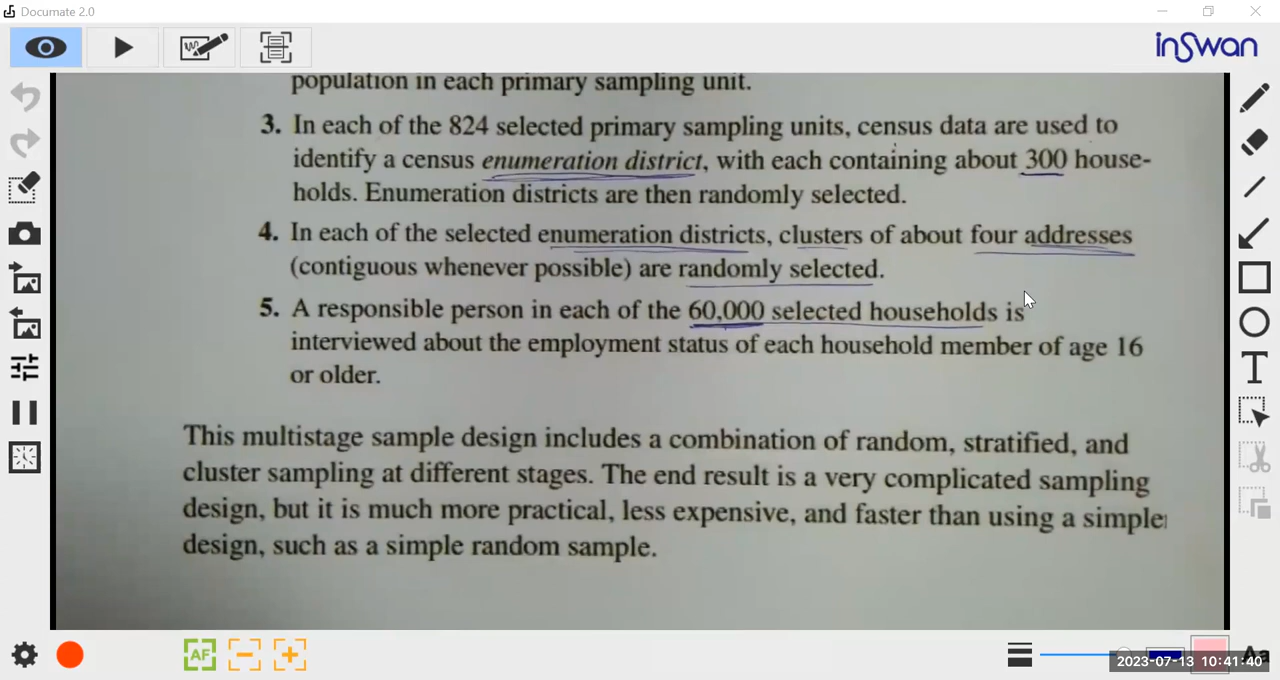 Documate 2.0
inSwan
population in each primary sampling unit.
3. In each of the 824 selected primary sampling units, census data are used to
identify a census enumeration district, with each containing about 300 house-
holds. Enumeration districts are then randomly selected.
4. In each of the selected enumeration districts, clusters of about four addresses
(contiguous whenever possible) are randomly selected.
5. A responsible person in each of the 60,000 selected households is
interviewed about the employment status of each household member of age 16
or older.
This multistage sample design includes a combination of random, stratified, and
cluster sampling at different stages. The end result is a very complicated sampling
design, but it is much more practical, less expensive, and faster than using a simple
design, such as a simple random sample.
AF
Aa
2023-07-13 10:41:40